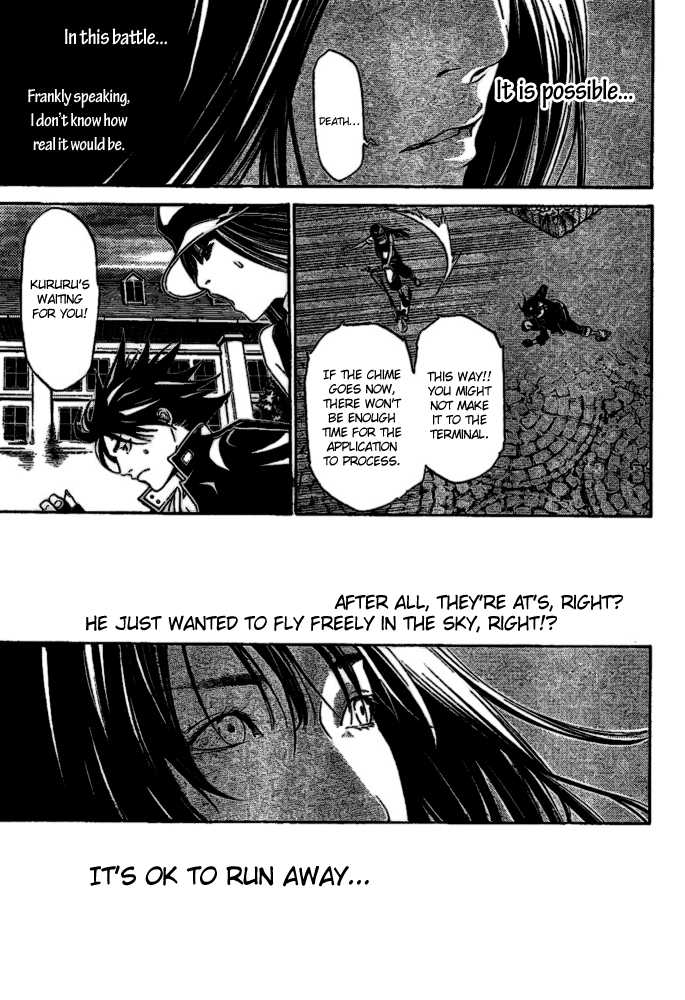 It is possible...
DEATH...
In this battle...
Frankly speaking,
I don't know how
real it would be.
THIS WAY!!
YOU MIGHT
NOT MAKE
IT TO THE
TERMINAL.
IF THE CHIME
GOES NOW,
THERE WON'T
BE ENOUGH
TIME FOR THE
APPLICATION
TO PROCESS.
KURURU'S
WAITING
FOR YOU!
AFTER ALL, THEY'RE AT'S, RIGHT?
HE JUST WANTED TO FLY FREELY IN THE SKY, RIGHT!?
IT'S OK TO RUN AWAY...